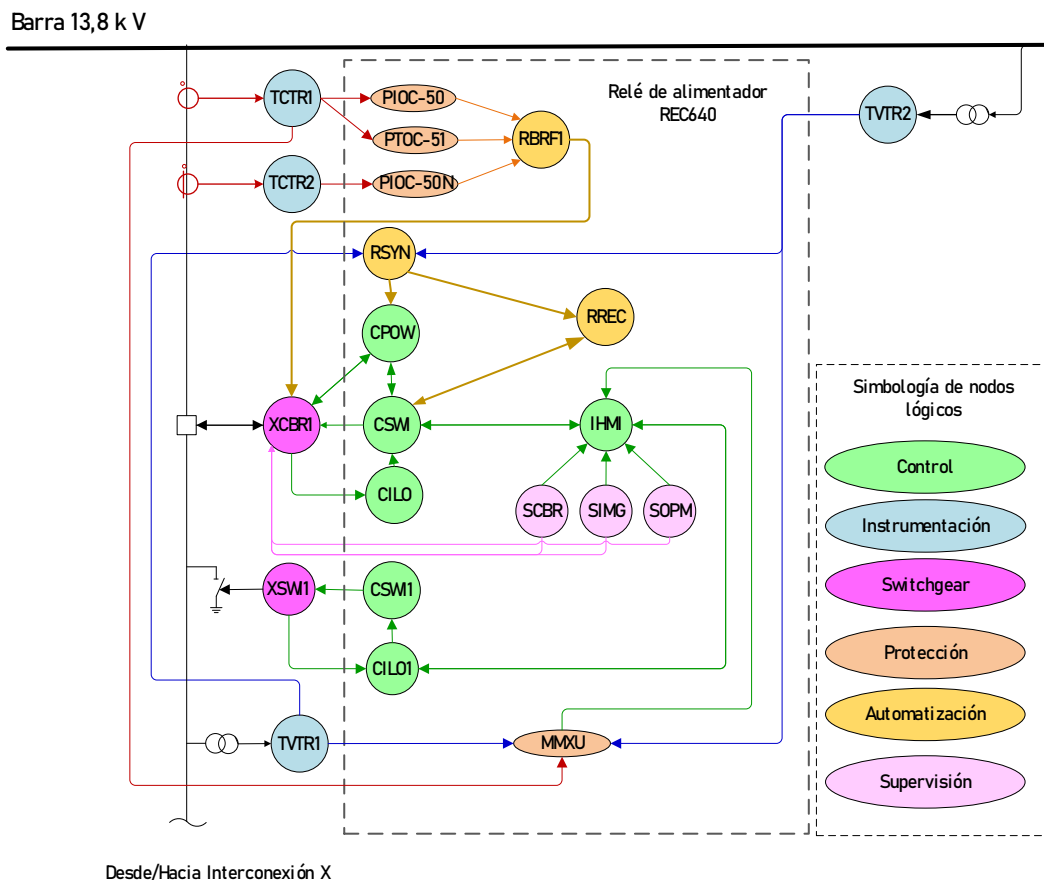 Barra 13,8 k V
TCTR1
PIOC-50
Relé de alimentador
REC640
TVTR2
PTOC-51
RBRF1
TCTR2
PIOC-50N
RSYN
RREC
CPOW
Simbología de nodos
lógicos
XCBR1
CSWI
IHMI
Control
CILO
SCBR
SIMG
SOPM
Instrumentación
XSWI1
CSWI1
Switchgear
CILO1
Protección
Automatización
TVTR1
MMXU
Supervisión
Desde/Hacia Interconexión X